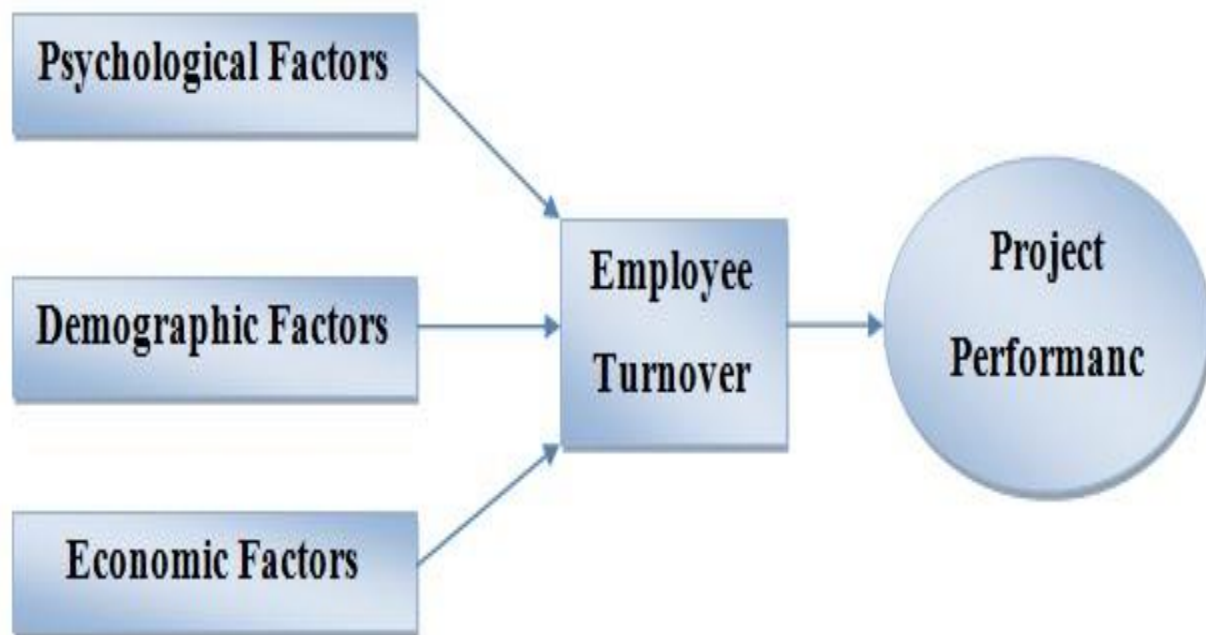 Psychological Factors
Demographic Factors
Economic Factors
Employee
Turnover
Project
Performanc